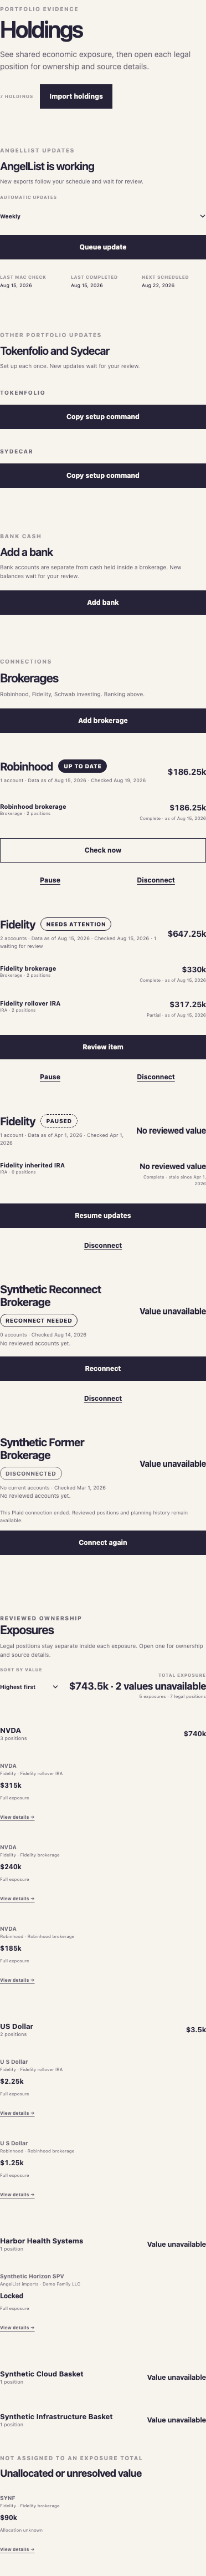 PORTFOLIO EVIDENCE
Holdings
See shared economic exposure, then open each legal
position for ownership and source details.
7 HOLDINGS
Import holdings
ANGELLIST UPDATES
AngelList is working
New exports follow your schedule and wait for review.
AUTOMATIC UPDATES
Weekly
Queue update
LAST MAC CHECK
LAST COMPLETED
NEXT SCHEDULED
Aug 15, 2026
Aug 15, 2026
Aug 22, 2026
OTHER PORTFOLIO UPDATES
Tokenfolio and Sydecar
Set up each once. New updates wait for your review.
TOKENFOLIO
Copy setup command
SYDECAR
Copy setup command
BANK CASH
Add a bank
Bank accounts are separate from cash held inside a brokerage. New
balances wait for your review.
Add bank
CONNECTIONS
Brokerages
Robinhood, Fidelity, Schwab investing. Banking above.
Add brokerage
Robinhood UP TO DATE
$186.25k
1 account · Data as of Aug 15, 2026 · Checked Aug 19, 2026
Robinhood brokerage
$186.25k
Brokerage · 2 positions
Complete · as of Aug 15, 2026
Check now
Pause
Disconnect
Fidelity NEEDS ATTENTION
$647.25k
2 accounts · Data as of Aug 15, 2026 · Checked Aug 15, 2026 · 1
waiting for review
Fidelity brokerage
$330k
Brokerage · 2 positions
Complete · as of Aug 15, 2026
Fidelity rollover IRA
$317.25k
IRA · 2 positions
Partial · as of Aug 15, 2026
Review item
Pause
Disconnect
Fidelity PAUSED
No reviewed value
1 account · Data as of Apr 1, 2026 · Checked Apr 1,
2026
Fidelity inherited IRA
No reviewed value
IRA · 0 positions
Complete · stale since Apr 1,
2026
Resume updates
Disconnect
Synthetic Reconnect
Brokerage
Value unavailable
RECONNECT NEEDED
0 accounts · Checked Aug 14, 2026
No reviewed accounts yet.
Reconnect
Disconnect
Synthetic Former
Brokerage
Value unavailable
DISCONNECTED
No current accounts · Checked Mar 1, 2026
No reviewed accounts yet.
This Plaid connection ended. Reviewed positions and planning history remain
available.
Connect again
REVIEWED OWNERSHIP
Exposures
Legal positions stay separate inside each exposure. Open one for ownership
and source details.
SORT BY VALUE
Highest first
TOTAL EXPOSURE
$743.5k · 2 values unavailable
5 exposures · 7 legal positions
NVDA
$740k
3 positions
NVDA
Fidelity · Fidelity rollover IRA
$315k
Full exposure
View details →
NVDA
Fidelity · Fidelity brokerage
$240k
Full exposure
View details →
NVDA
Robinhood · Robinhood brokerage
$185k
Full exposure
View details →
US Dollar
$3.5k
2 positions
U S Dollar
Fidelity · Fidelity rollover IRA
$2.25k
Full exposure
View details →
U S Dollar
Robinhood · Robinhood brokerage
$1.25k
Full exposure
View details →
Harbor Health Systems
Value unavailable
1 position
Synthetic Horizon SPV
AngelList imports · Demo Family LLC
Locked
Full exposure
View details →
Synthetic Cloud Basket
Value unavailable
1 position
Synthetic Infrastructure Basket
Value unavailable
1 position
NOT ASSIGNED TO AN EXPOSURE TOTAL
Unallocated or unresolved value
SYNF
Fidelity · Fidelity brokerage
$90k
Allocation unknown
View details →